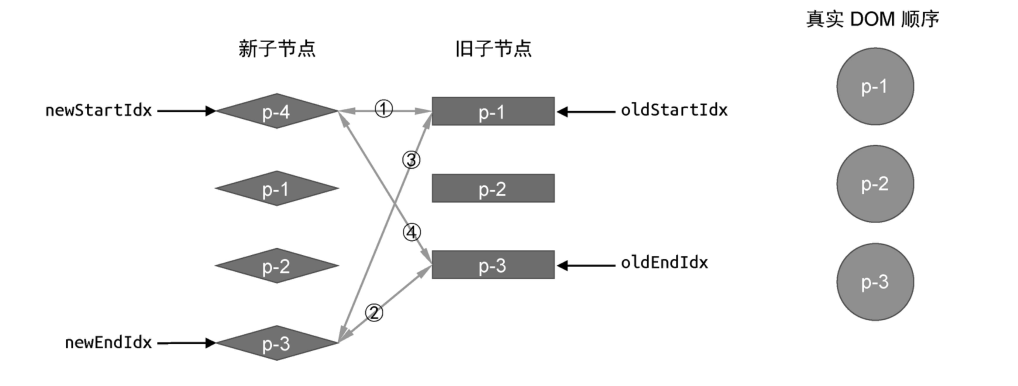 真实 DOM 顺序
新子节点
旧子节点
newStartIdx
p-4
①
p-1
oldStartIdx
p-1
③
p-1
p-2
p-2
④
p-2
p-3
oldEndIdx
p-3
②
newEndIdx
p-3